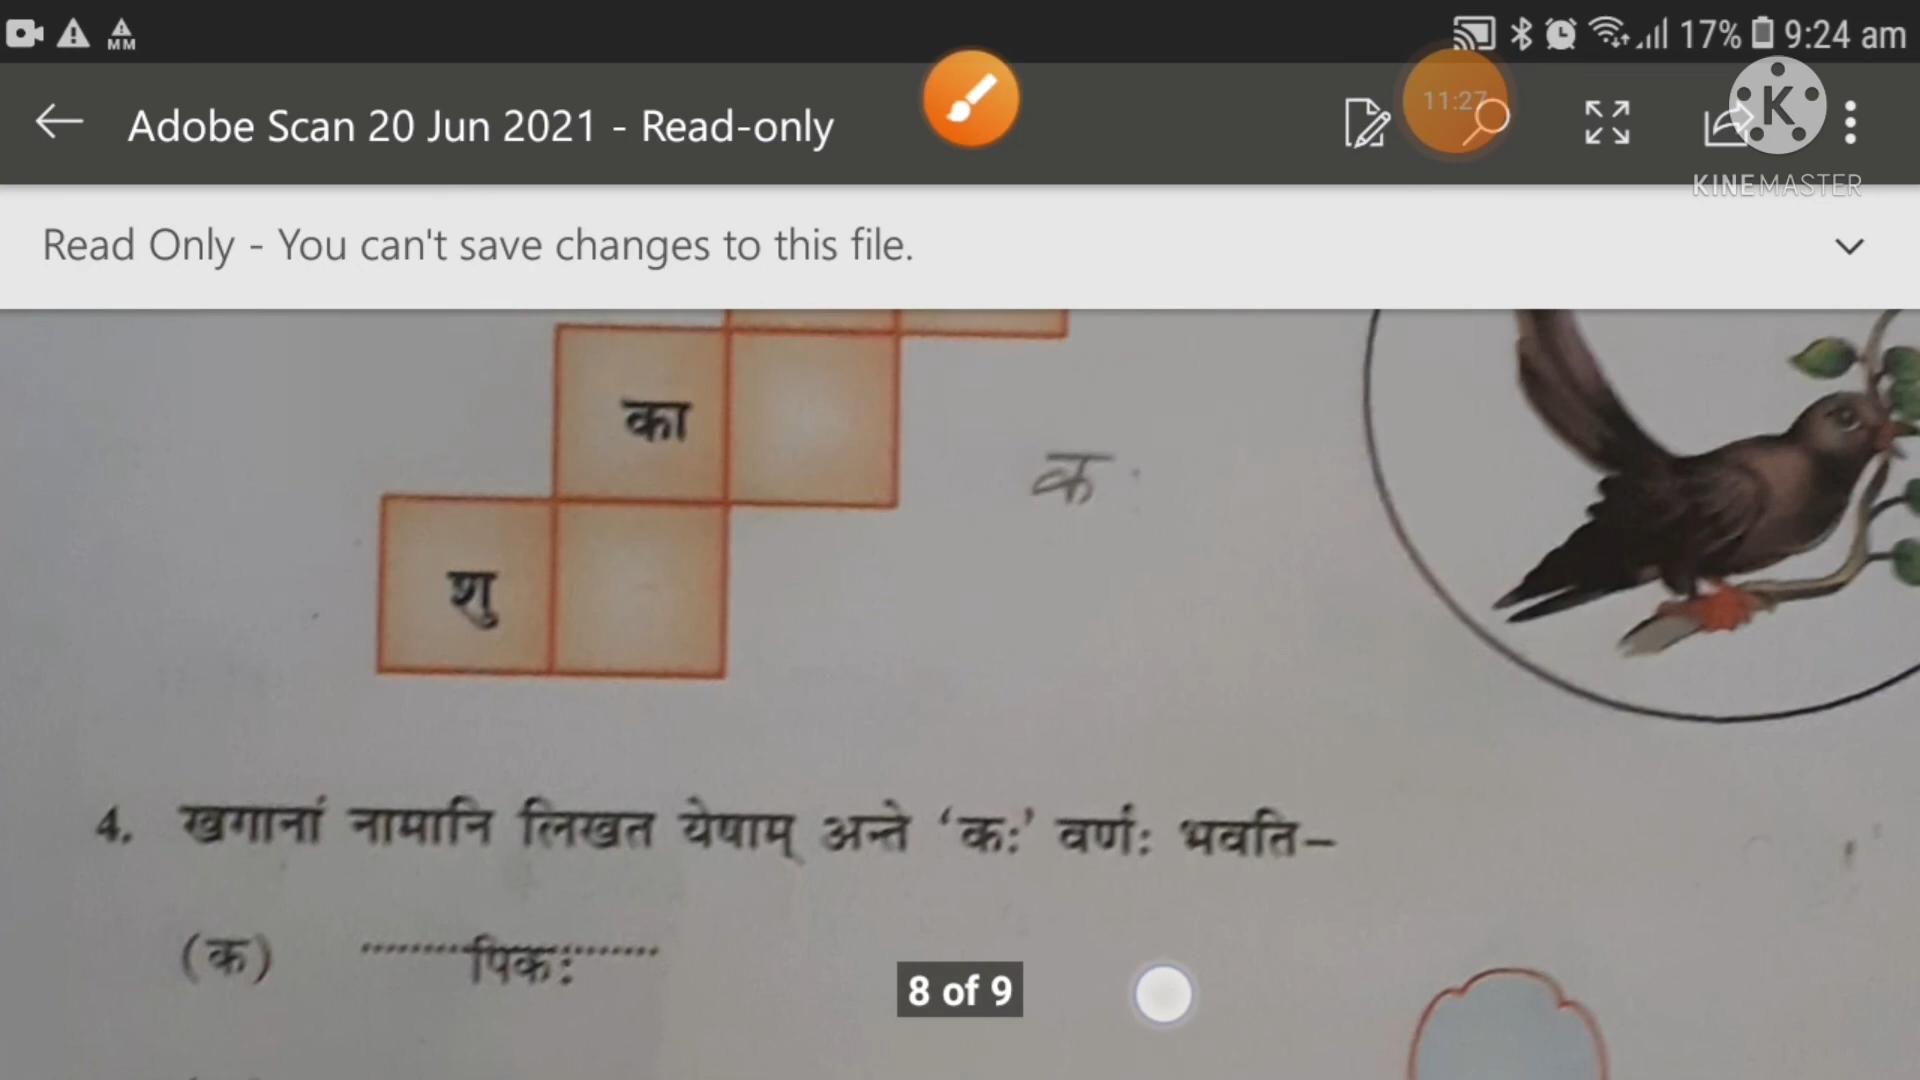 MM
17% 9:24 am
Adobe Scan 20 Jun 2021 - Read-only
11:27
K
KINEMASTER
Read Only - You can't save changes to this file.
का
क :
शु
4. खगानां नामानि लिखत येषाम् अन्ते ‘कः’ वर्णः भवति–
(क) ........पिकः........
8 of 9